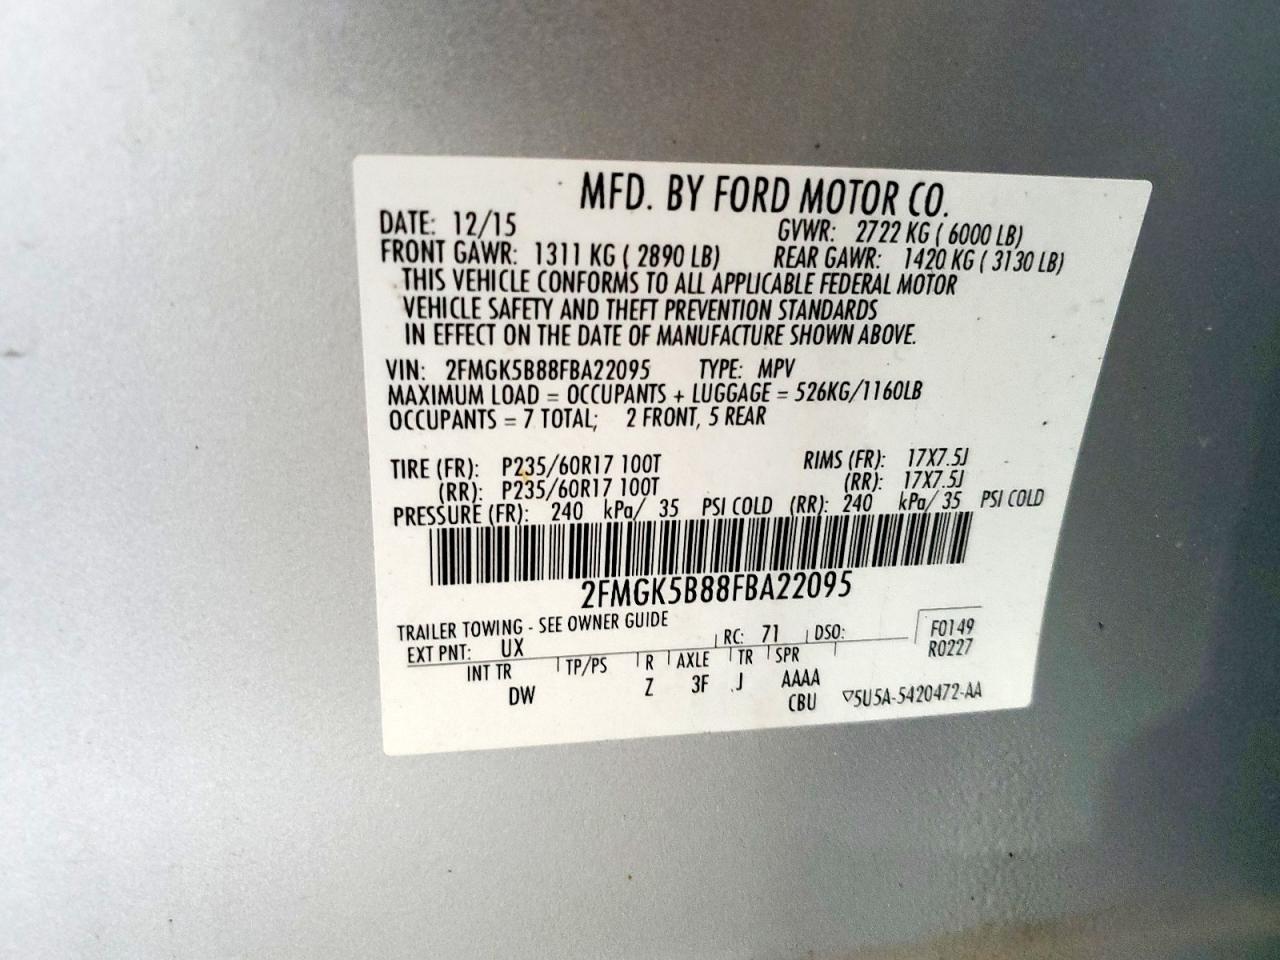 MFD. BY FORD MOTOR CO.
DATE: 12/15 GVWR: 2722 KG ( 6000 LB)
FRONT GAWR: 1311 KG ( 2890 LB) REAR GAWR: 1420 KG ( 3130 LB)
THIS VEHICLE CONFORMS TO ALL APPLICABLE FEDERAL MOTOR
VEHICLE SAFETY AND THEFT PREVENTION STANDARDS
IN EFFECT ON THE DATE OF MANUFACTURE SHOWN ABOVE.
VIN: 2FMGK5B88FBA22095 TYPE: MPV
MAXIMUM LOAD = OCCUPANTS + LUGGAGE = 526KG/1160LB
OCCUPANTS = 7 TOTAL; 2 FRONT, 5 REAR
TIRE (FR): P235/60R17 100T RIMS (FR): 17X7.5J
(RR): P235/60R17 100T (RR): 17X7.5J
PRESSURE (FR): 240 kPa/ 35 PSI COLD (RR): 240 kPa/ 35 PSI COLD
2FMGK5B88FBA22095
TRAILER TOWING - SEE OWNER GUIDE
EXT PNT: UX RC: 71 DSO: F0149
R0227
INT TR TP/PS R AXLE TR SPR
DW Z 3F J AAAA
CBU ▽5U5A-5420472-AA